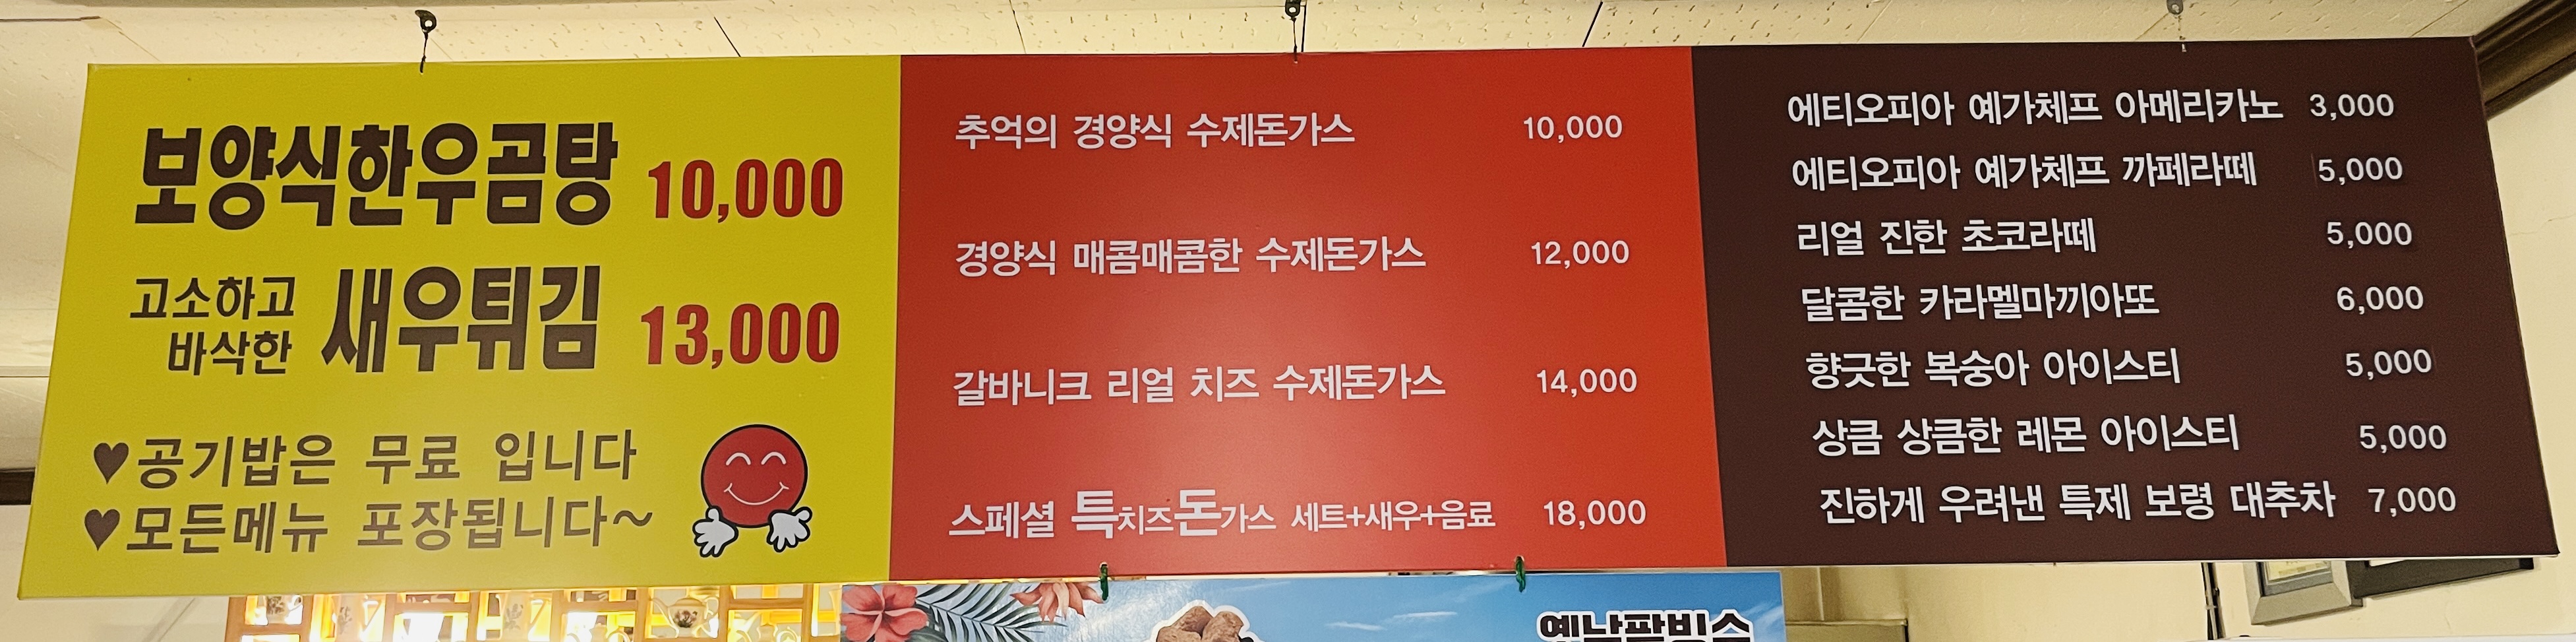 보양식한우곰탕 10,000
고소하고 바삭한 새우튀김 13,000
♥공기밥은 무료 입니다
♥모든메뉴 포장됩니다~
추억의 경양식 수제돈가스 10,000
경양식 매콤매콤한 수제돈가스 12,000
갈바니크 리얼 치즈 수제돈가스 14,000
스페셜 특치즈돈가스 세트+새우+음료 18,000
에티오피아 예가체프 아메리카노 3,000
에티오피아 예가체프 까페라떼 5,000
리얼 진한 초코라떼 5,000
달콤한 카라멜마끼아또 6,000
향긋한 복숭아 아이스티 5,000
상큼 상큼한 레몬 아이스티 5,000
진하게 우려낸 특제 보령 대추차 7,000
옛날팥빙수